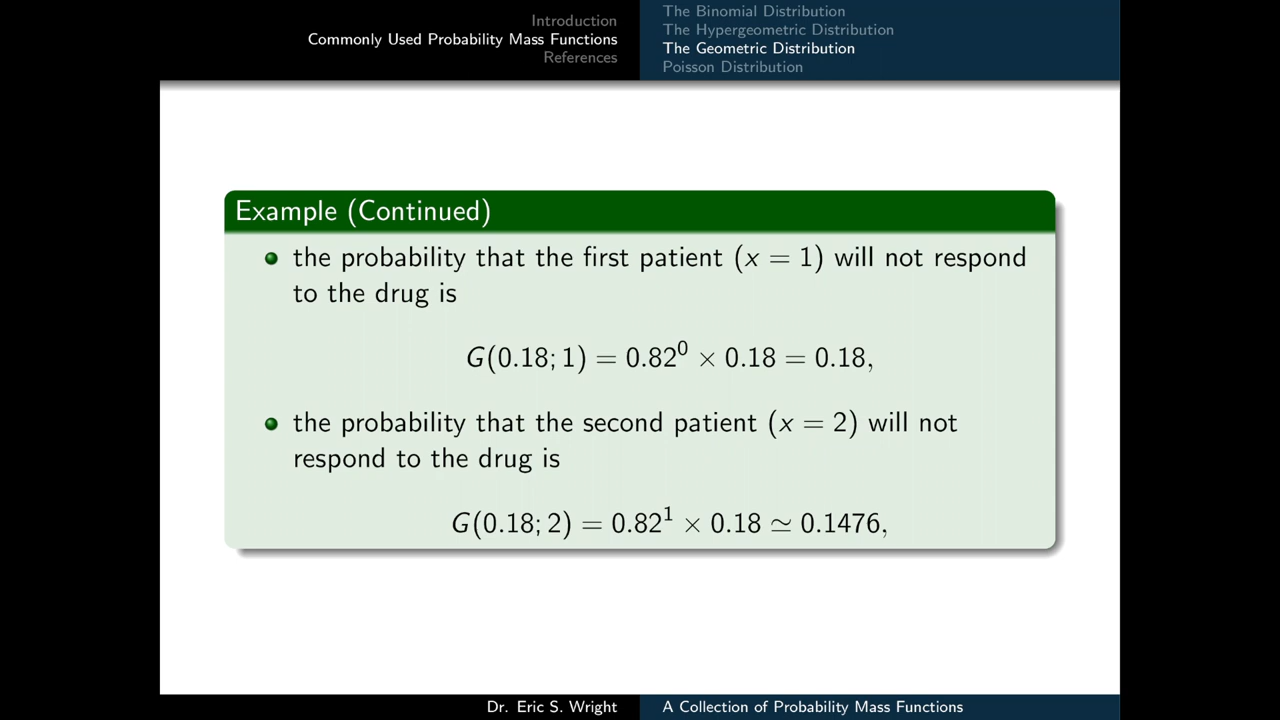 Introduction
Commonly Used Probability Mass Functions
References
The Binomial Distribution
The Hypergeometric Distribution
The Geometric Distribution
Poisson Distribution
Example (Continued)
the probability that the first patient (x = 1) will not respond
to the drug is
G(0.18; 1) = 0.82⁰ × 0.18 = 0.18,
the probability that the second patient (x = 2) will not
respond to the drug is
G(0.18; 2) = 0.82¹ × 0.18 ≃ 0.1476,
Dr. Eric S. Wright
A Collection of Probability Mass Functions